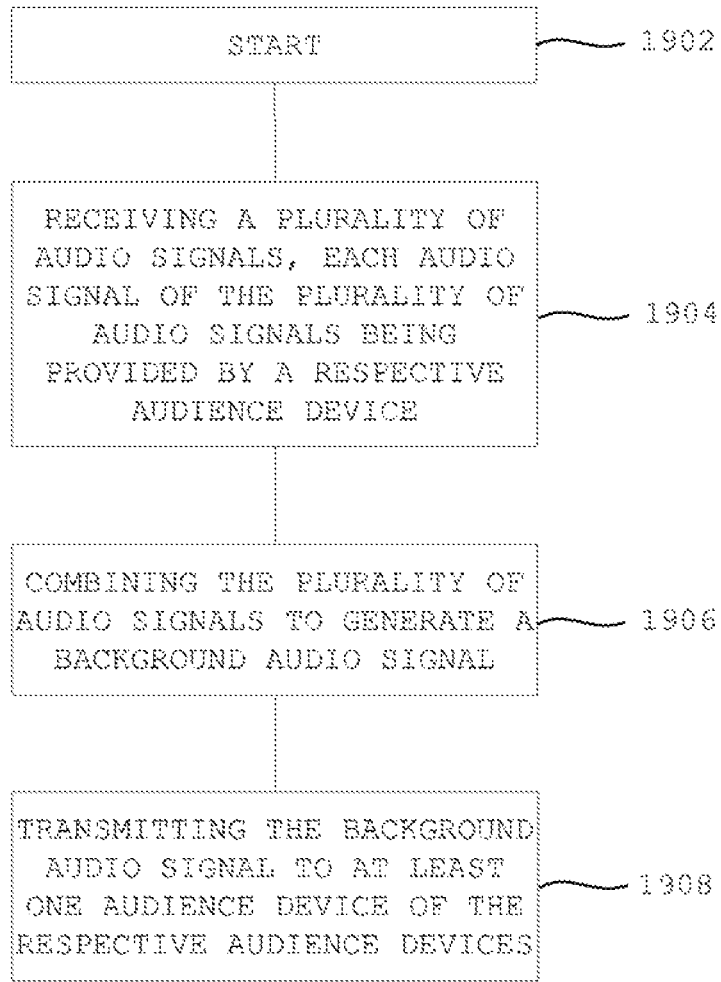 START
1902
RECEIVING A PLURALITY OF
AUDIO SIGNALS, EACH AUDIO
SIGNAL OF THE PLURALITY OF
AUDIO SIGNALS BEING
PROVIDED BY A RESPECTIVE
AUDIENCE DEVICE
1904
COMBINING THE PLURALITY OF
AUDIO SIGNALS TO GENERATE A
BACKGROUND AUDIO SIGNAL
1906
TRANSMITTING THE BACKGROUND
AUDIO SIGNAL TO AT LEAST
ONE AUDIENCE DEVICE OF THE
RESPECTIVE AUDIENCE DEVICES
1908